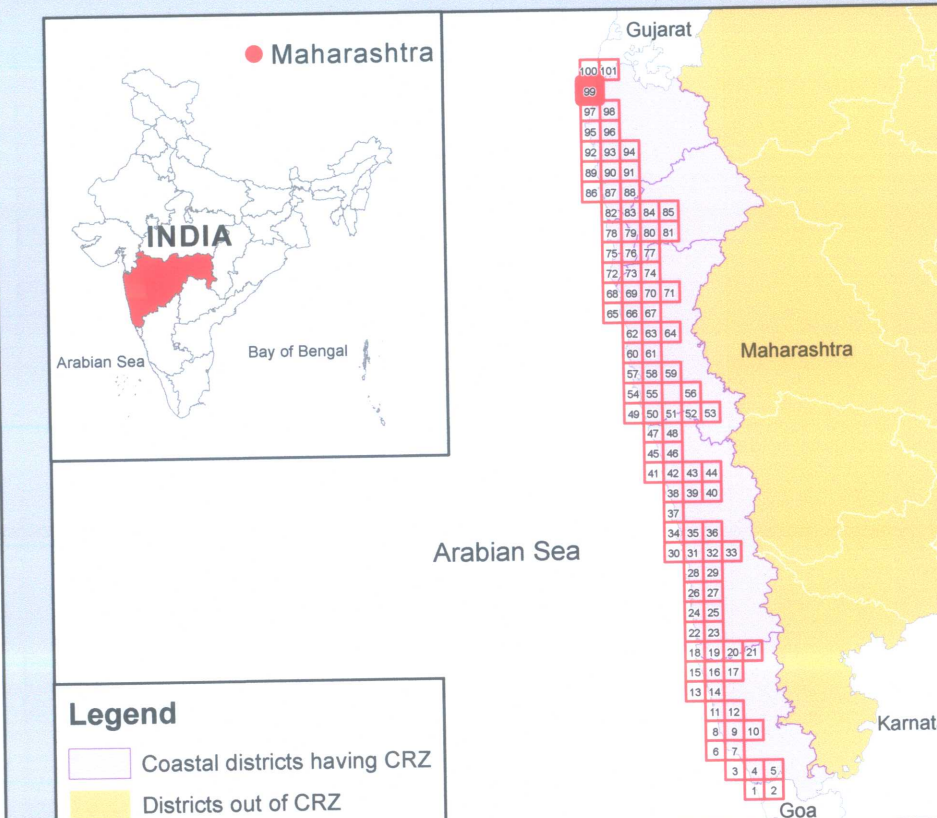 Maharashtra
INDIA
Arabian Sea
Bay of Bengal
Gujarat
100 101
99
97 98
95 96
92 93 94
89 90 91
86 87 88
82 83 84 85
78 79 80 81
75 76 77
72 73 74
68 69 70 71
65 66 67
62 63 64
60 61
57 58 59
54 55 56
49 50 51 52 53
47 48
45 46
41 42 43 44
38 39 40
37
34 35 36
30 31 32 33
28 29
26 27
24 25
22 23
18 19 20 21
15 16 17
13 14
11 12
8 9 10
6 7
3 4 5
1 2
Maharashtra
Arabian Sea
Karnat
Goa
Legend
Coastal districts having CRZ
Districts out of CRZ